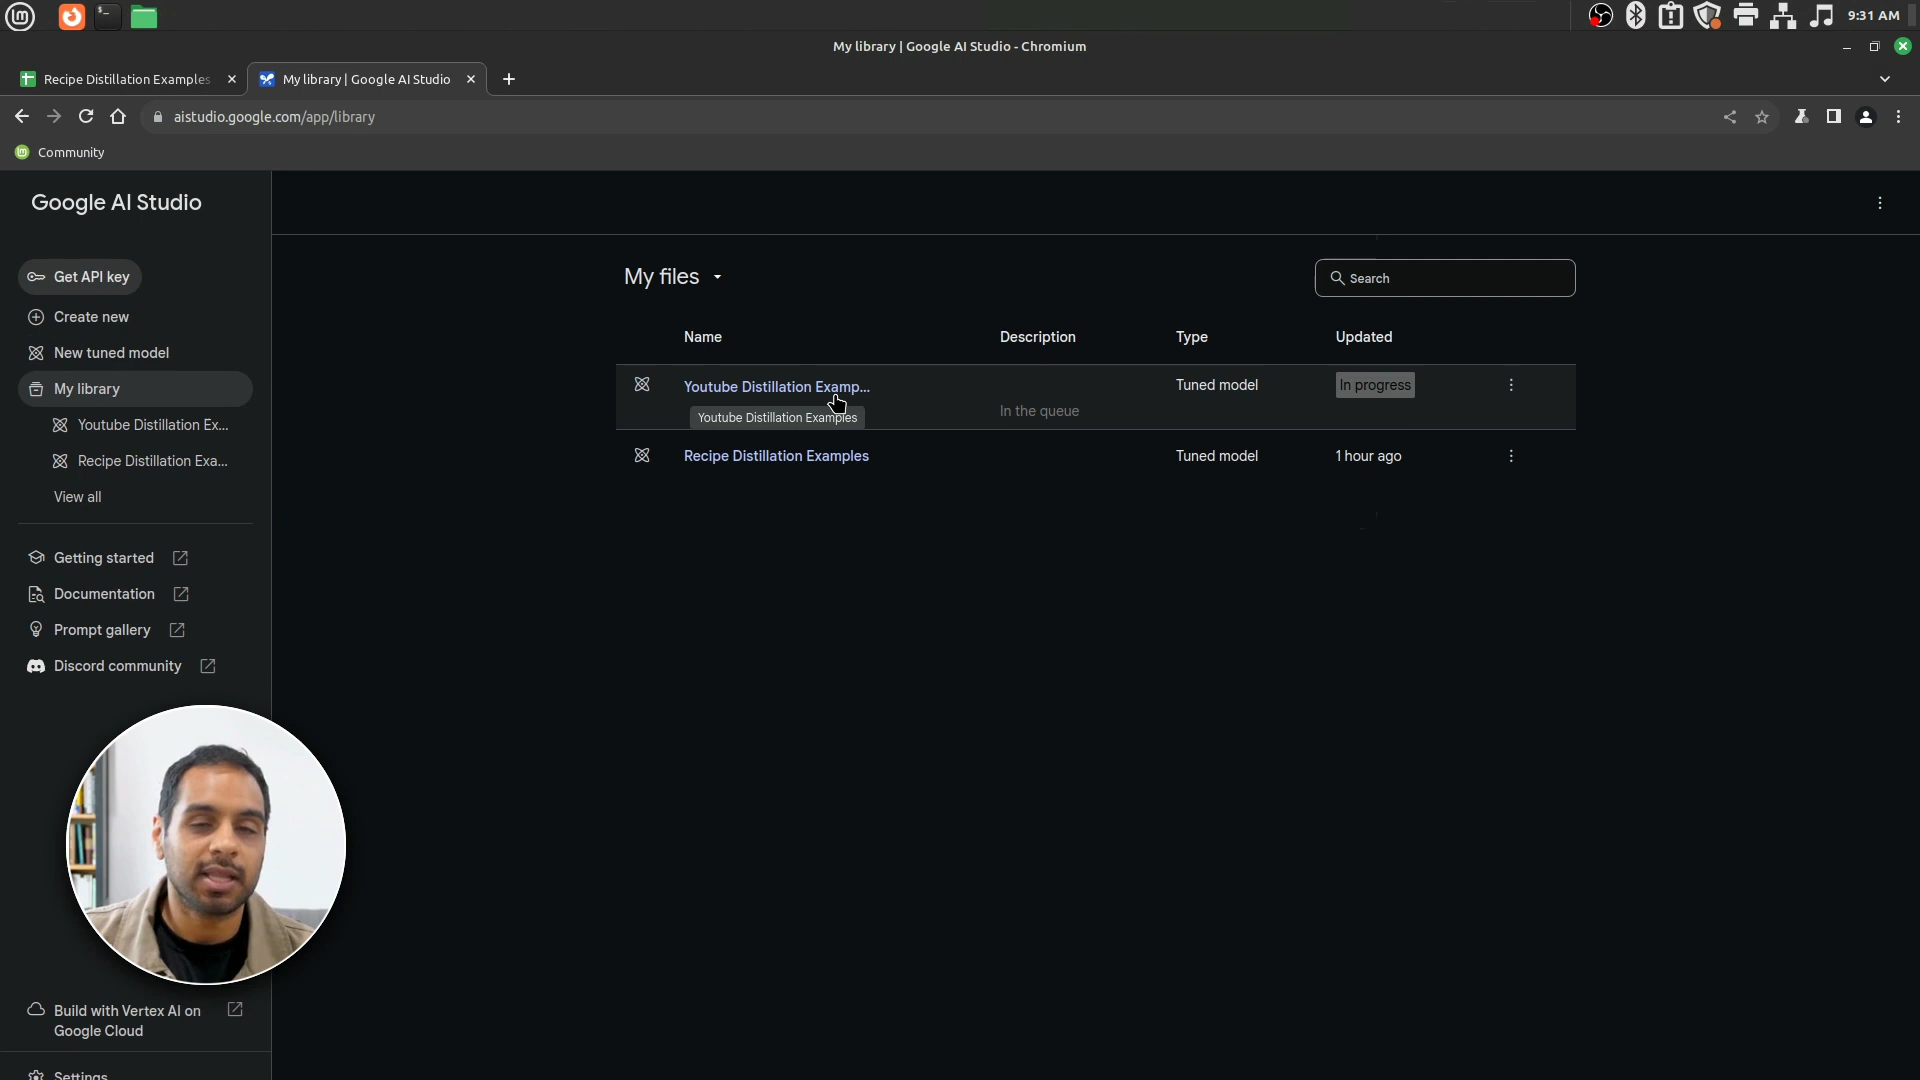 9:31 AM
My library | Google AI Studio - Chromium
Recipe Distillation Examples
My library | Google AI Studio
aistudio.google.com/app/library
Community
Google AI Studio
Get API key
Create new
New tuned model
My library
Youtube Distillation Ex...
Recipe Distillation Exa...
View all
Getting started
Documentation
Prompt gallery
Discord community
Build with Vertex AI on
Google Cloud
Settings
My files
Search
Name Description Type Updated
Youtube Distillation Examp... Tuned model In progress
Youtube Distillation Examples In the queue
Recipe Distillation Examples Tuned model 1 hour ago